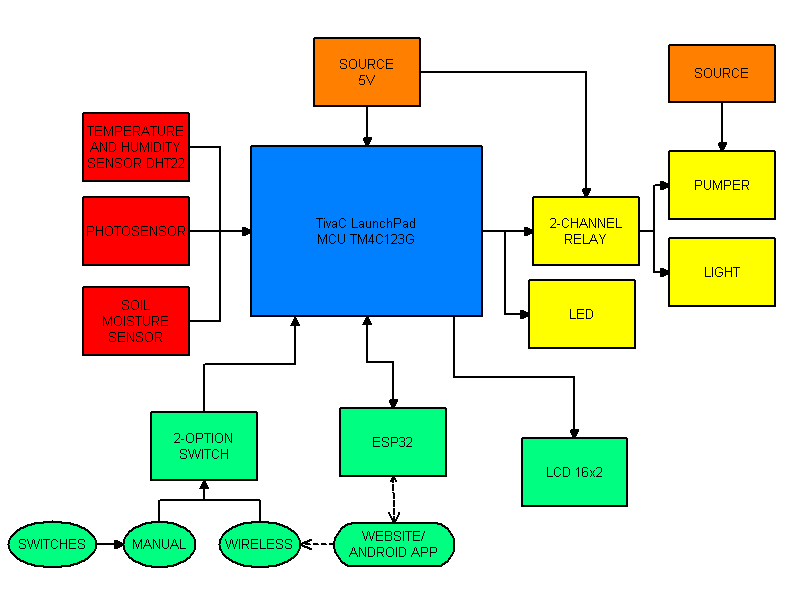 SOURCE
5V
SOURCE
TEMPERATURE
AND HUMIDITY
SENSOR DHT22
PHOTOSENSOR
SOIL
MOISTURE
SENSOR
TivaC LaunchPad
MCU TM4C123G
2-CHANNEL
RELAY
PUMPER
LIGHT
LED
2-OPTION
SWITCH
ESP32
LCD 16x2
SWITCHES
MANUAL
WIRELESS
WEBSITE/
ANDROID APP